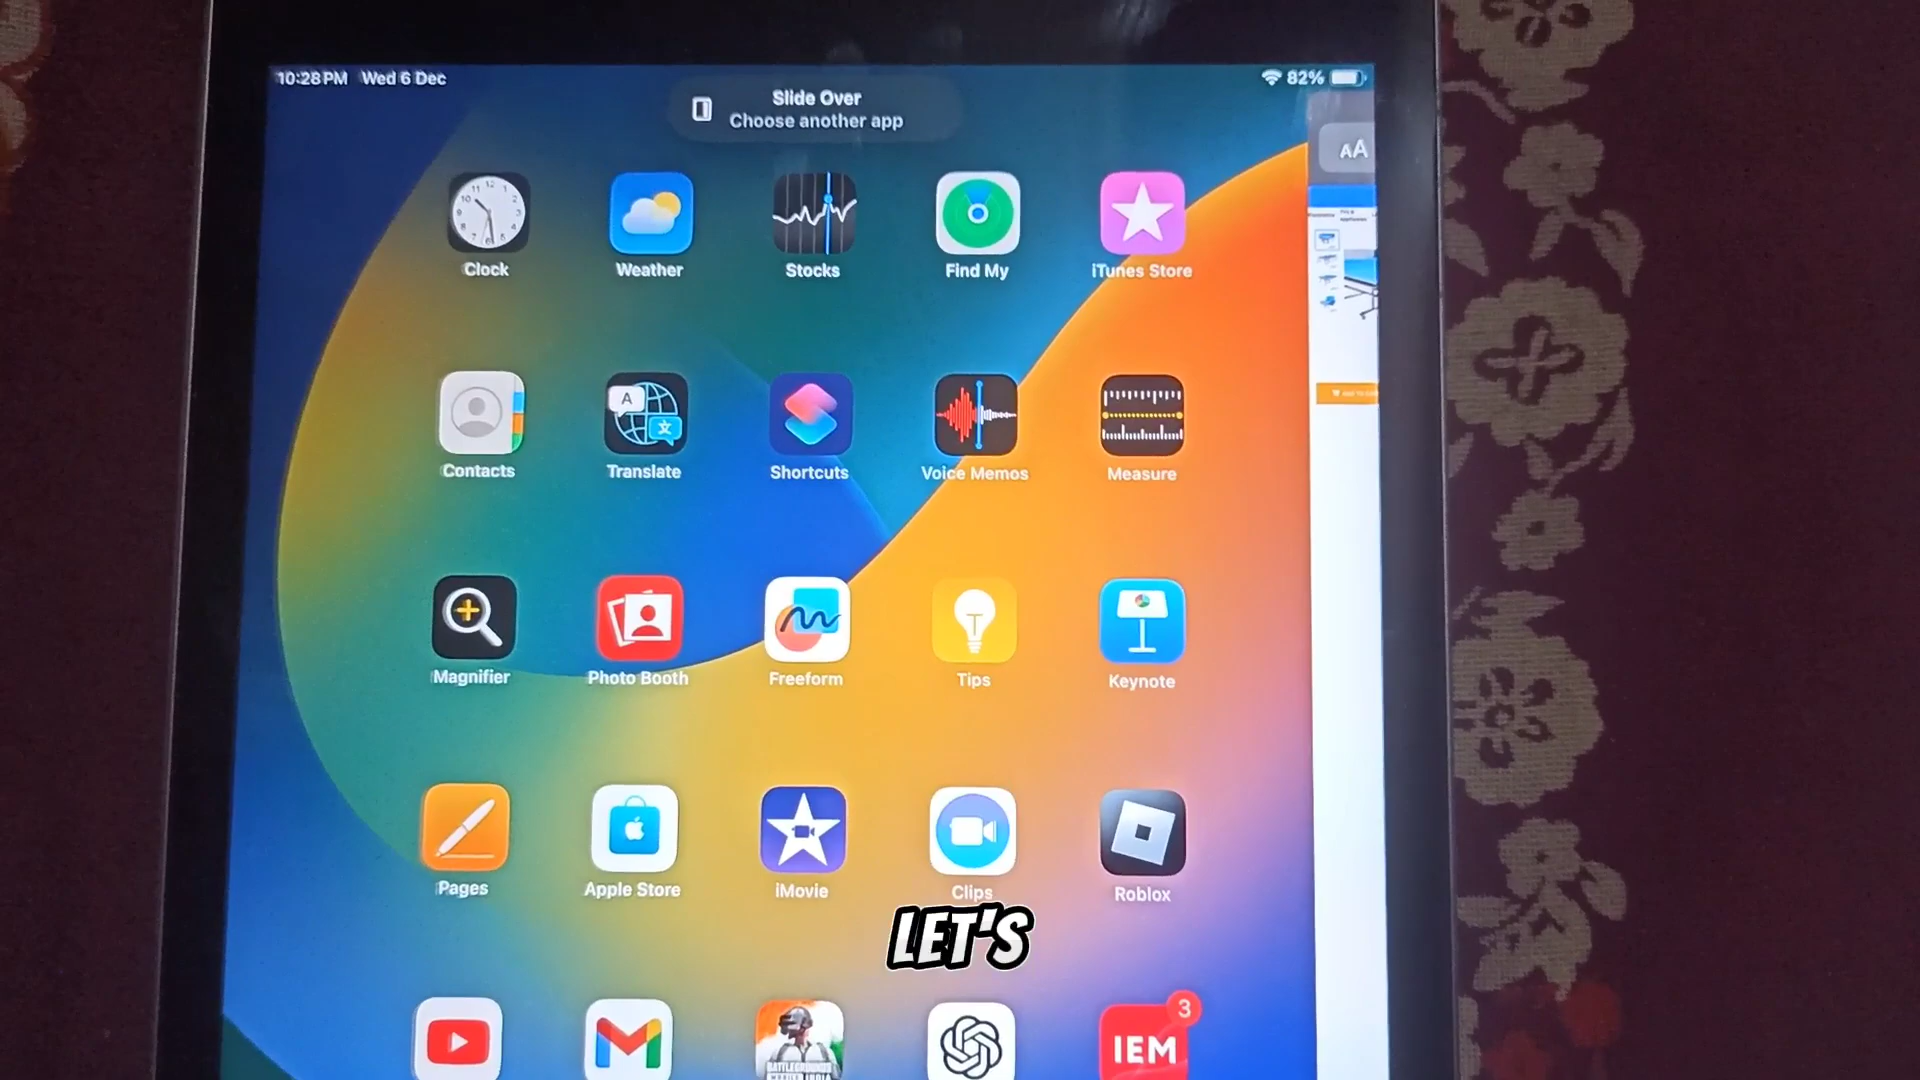 10:28 PM Wed 6 Dec
82%
Slide Over
Choose another app
AA
Clock
Weather
Stocks
Find My
iTunes Store
Contacts
Translate
Shortcuts
Voice Memos
Measure
Magnifier
Photo Booth
Freeform
Tips
Keynote
Pages
Apple Store
iMovie
Clips
Roblox
LET'S
3
IEM